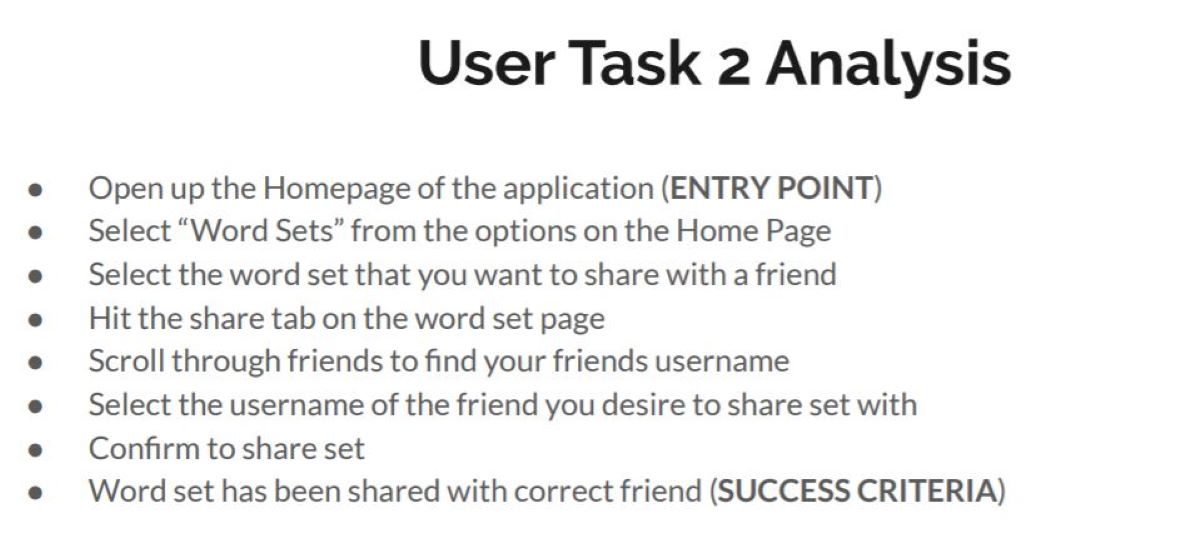 User Task 2 Analysis
● Open up the Homepage of the application (ENTRY POINT)
● Select “Word Sets” from the options on the Home Page
● Select the word set that you want to share with a friend
● Hit the share tab on the word set page
● Scroll through friends to find your friends username
● Select the username of the friend you desire to share set with
● Confirm to share set
● Word set has been shared with correct friend (SUCCESS CRITERIA)